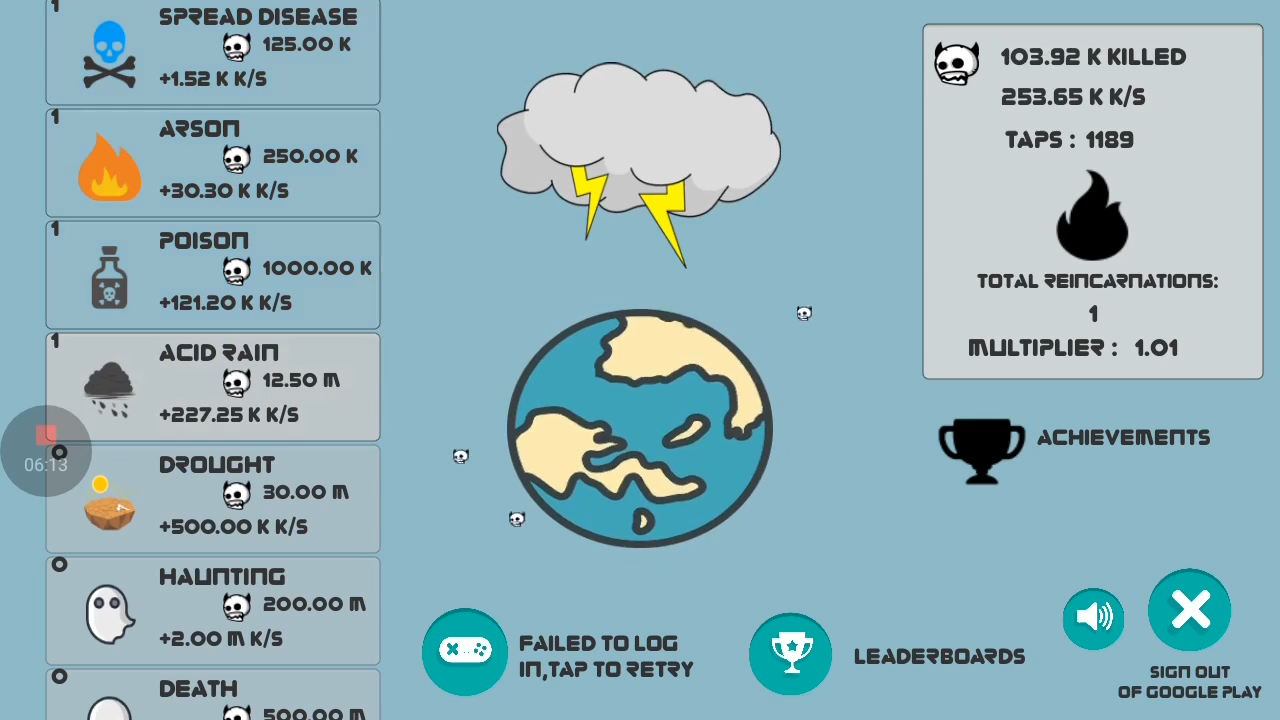 1
SPREAD DISEASE
125.00 K
+1.52 K K/S
1
ARSON
250.00 K
+30.30 K K/S
1
POISON
1000.00 K
+121.20 K K/S
1
ACID RAIN
12.50 M
+227.25 K K/S
06:13
0
DROUGHT
30.00 M
+500.00 K K/S
0
HAUNTING
200.00 M
+2.00 M K/S
0
DEATH
500.00 M
103.92 K KILLED
253.65 K K/S
TAPS : 1189
TOTAL REINCARNATIONS:
1
MULTIPLIER : 1.01
ACHIEVEMENTS
FAILED TO LOG
IN,TAP TO RETRY
LEADERBOARDS
SIGN OUT
OF GOOGLE PLAY